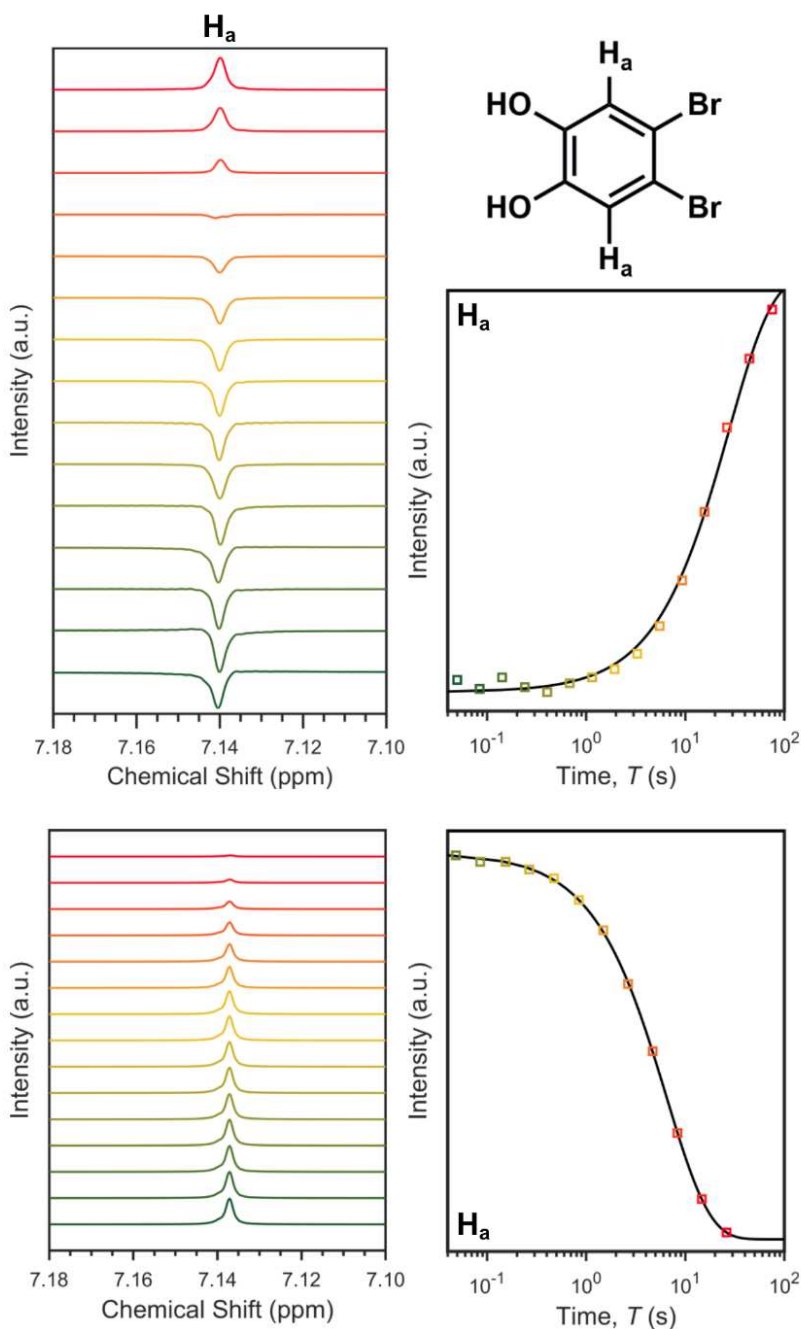 Hₐ
Intensity (a.u.)
7.18 7.16 7.14 7.12 7.10
Chemical Shift (ppm)
Hₐ
HO Br
HO Br
Hₐ
Hₐ
Intensity (a.u.)
10⁻¹ 10⁰ 10¹ 10²
Time, T (s)
Intensity (a.u.)
7.18 7.16 7.14 7.12 7.10
Chemical Shift (ppm)
Intensity (a.u.)
Hₐ
10⁻¹ 10⁰ 10¹ 10²
Time, T (s)